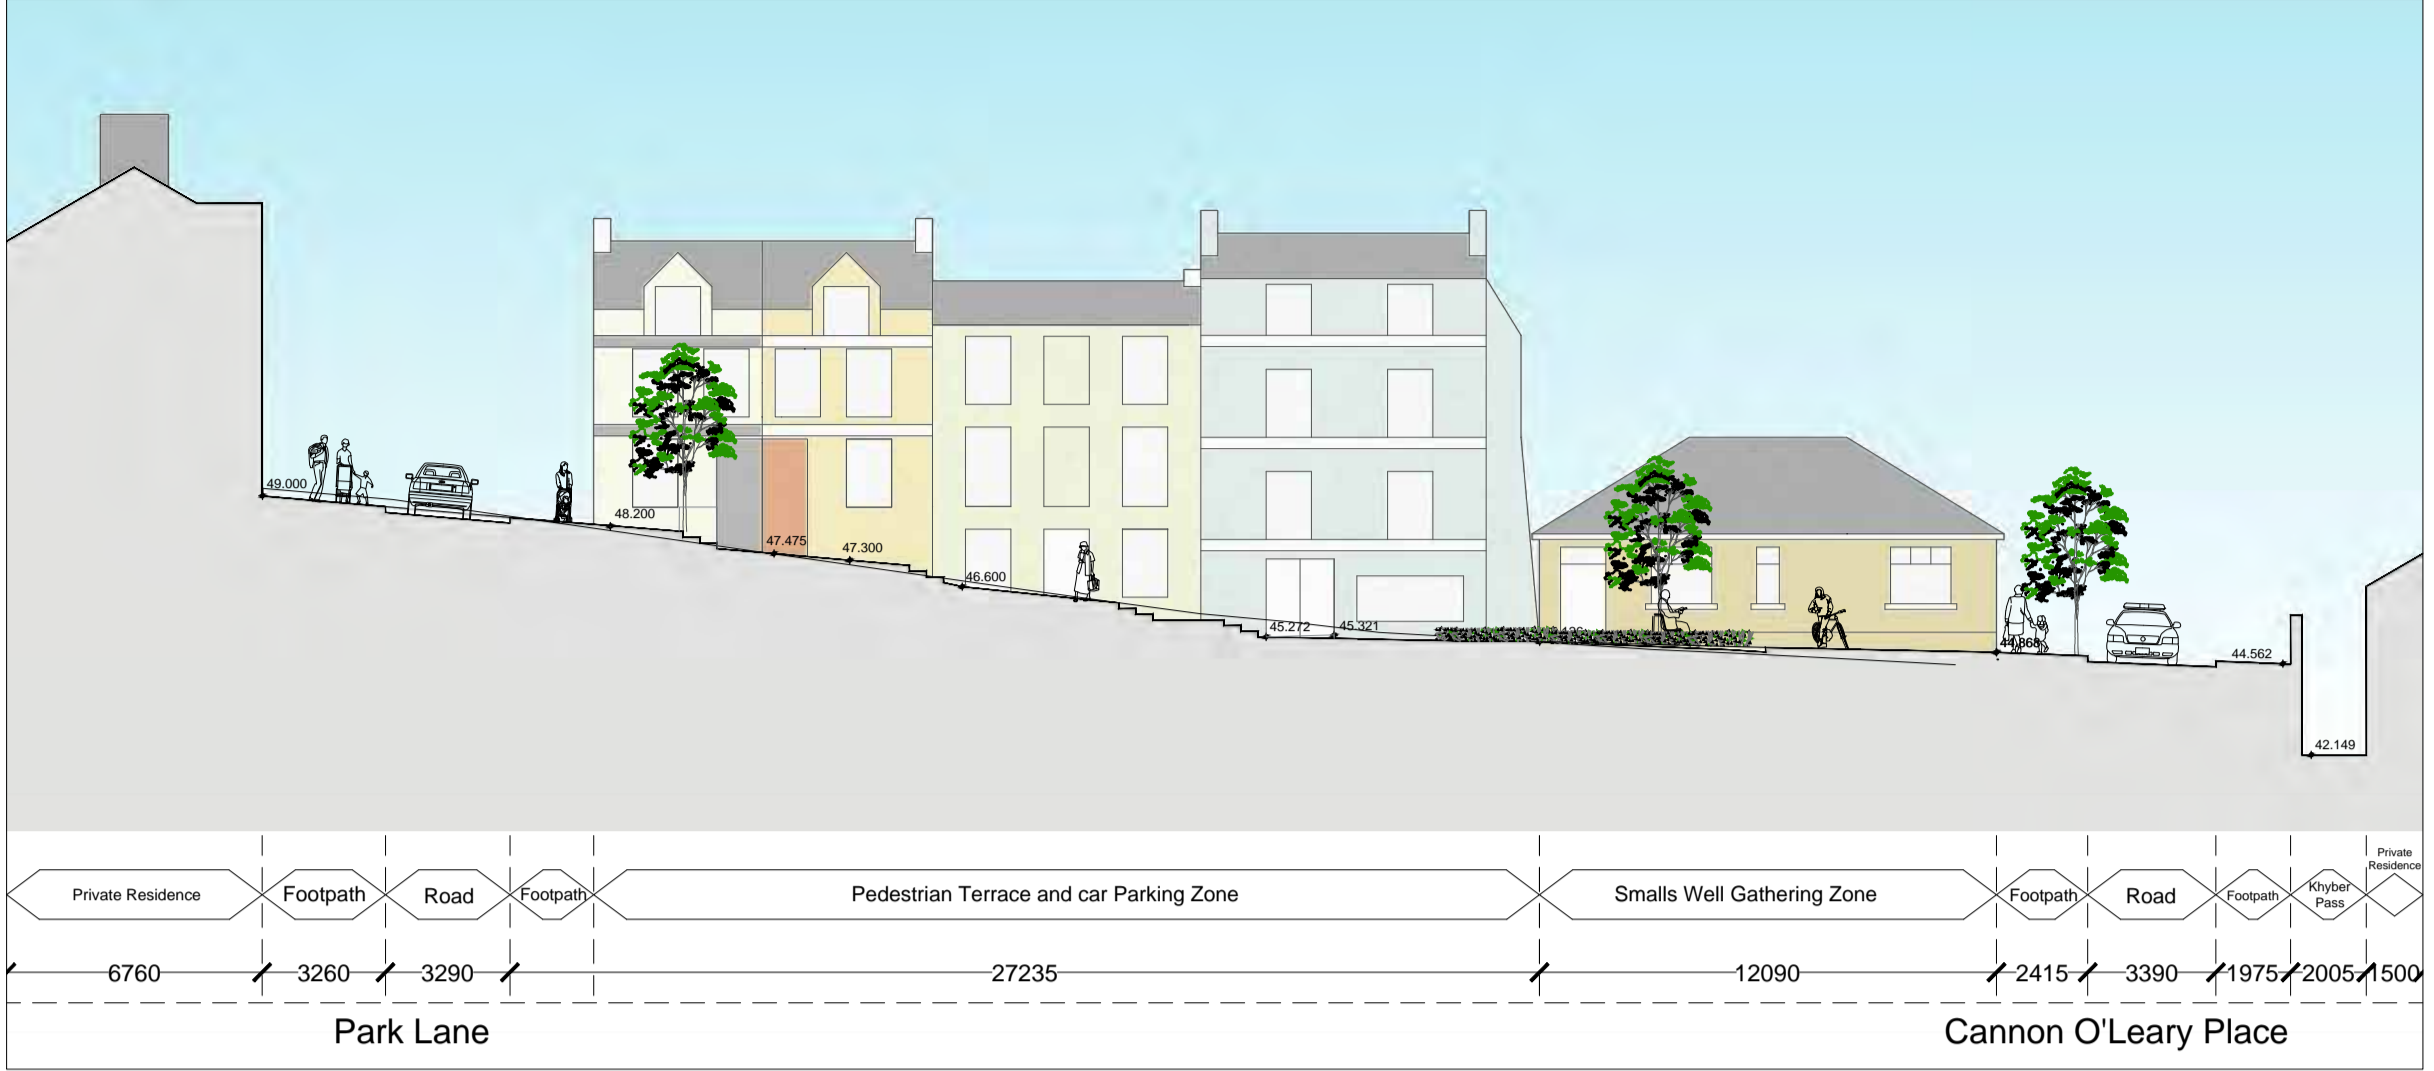 49.000
48.200
47.475
47.300
46.600
45.272
45.321
44.868
44.562
42.149
Private Residence
Footpath
Road
Footpath
Pedestrian Terrace and car Parking Zone
Smalls Well Gathering Zone
Footpath
Road
Footpath
Khyber
Pass
Private
Residence
6760
3260
3290
27235
12090
2415
3390
1975
2005
1500
Park Lane
Cannon O'Leary Place